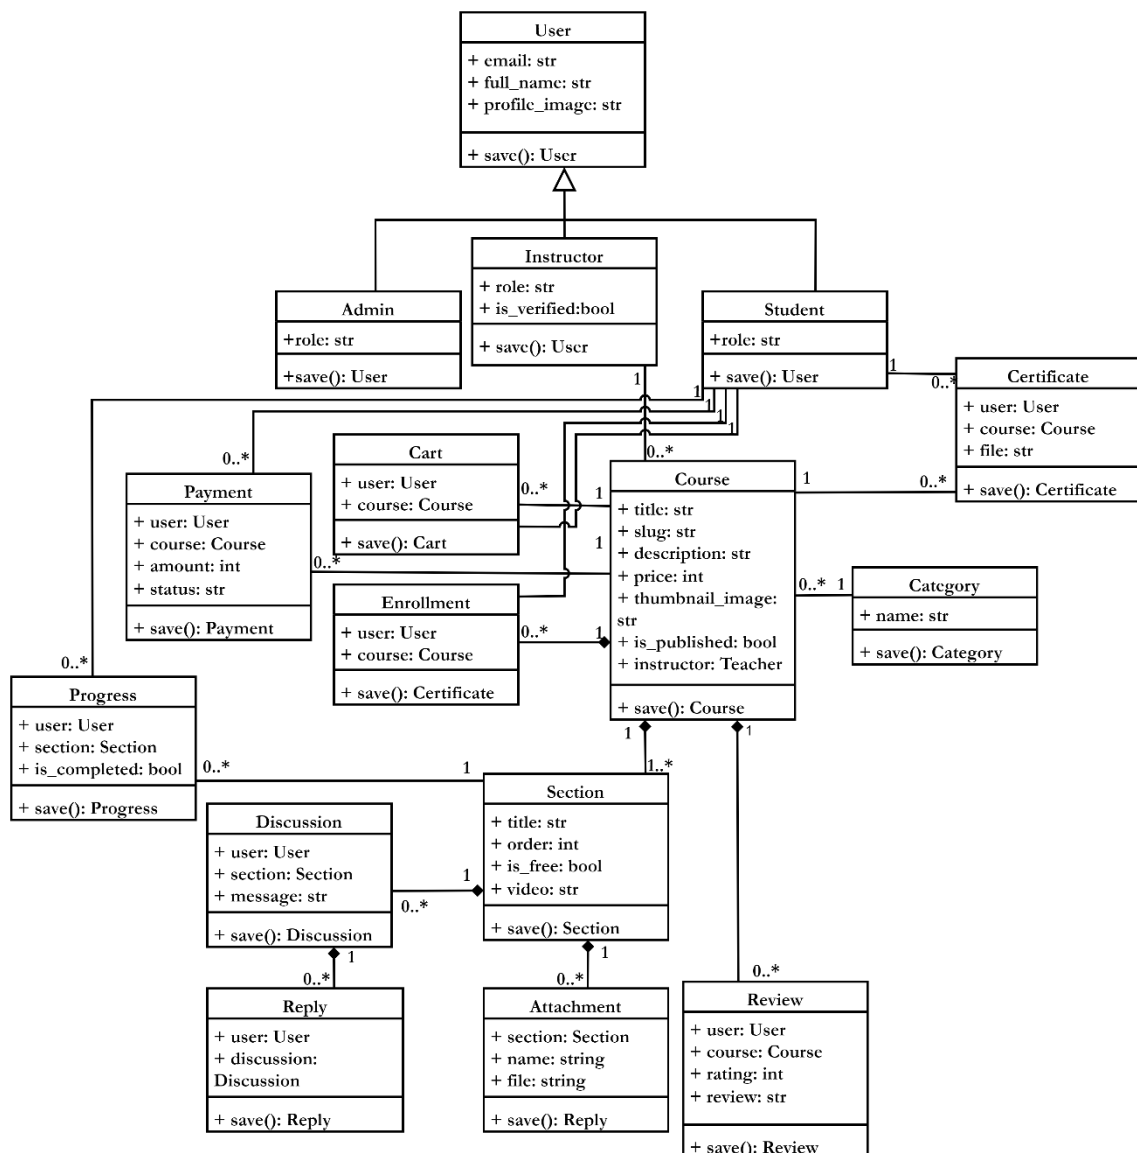 User
+ email: str
+ full_name: str
+ profile_image: str
+ save(): User
Instructor
+ role: str
+ is_verified:bool
+ save(): User
Admin
+role: str
+save(): User
Student
+role: str
+ save(): User
1
0..*
Certificate
+ user: User
+ course: Course
+ file: str
+ save(): Certificate
1
1
1
1
1
0..*
0..*
Cart
+ user: User
+ course: Course
+ save(): Cart
0..*
1
Payment
+ user: User
+ course: Course
+ amount: int
+ status: str
+ save(): Payment
0..*
1
Course
+ title: str
+ slug: str
+ description: str
+ price: int
+ thumbnail_image:
str
+ is_published: bool
+ instructor: Teacher
+ save(): Course
1
0..*
0..*
1
Category
+ name: str
+ save(): Category
Enrollment
+ user: User
+ course: Course
+ save(): Certificate
0..*
1
0..*
Progress
+ user: User
+ section: Section
+ is_completed: bool
+ save(): Progress
0..*
1
1
1..*
1
Section
+ title: str
+ order: int
+ is_free: bool
+ video: str
+ save(): Section
Discussion
+ user: User
+ section: Section
+ message: str
+ save(): Discussion
1
0..*
1
0..*
1
0..*
0..*
Reply
+ user: User
+ discussion:
Discussion
+ save(): Reply
Attachment
+ section: Section
+ name: string
+ file: string
+ save(): Reply
Review
+ user: User
+ course: Course
+ rating: int
+ review: str
+ save(): Review